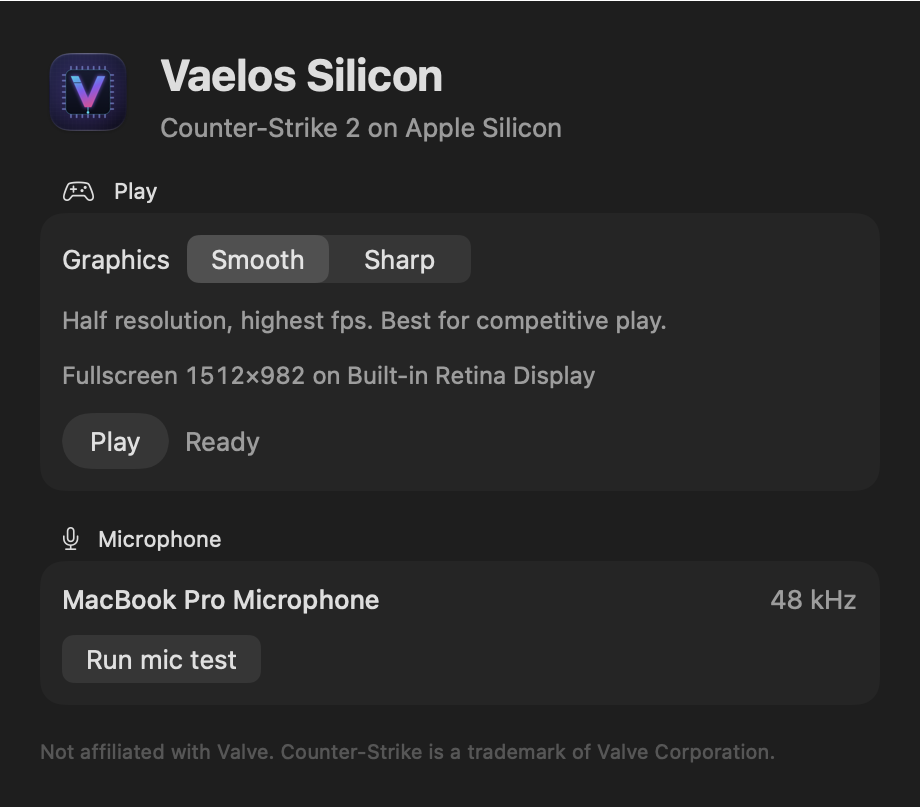 Vaelos Silicon
Counter-Strike 2 on Apple Silicon
Play
Graphics Smooth Sharp
Half resolution, highest fps. Best for competitive play.
Fullscreen 1512×982 on Built-in Retina Display
Play Ready
Microphone
MacBook Pro Microphone 48 kHz
Run mic test
Not affiliated with Valve. Counter-Strike is a trademark of Valve Corporation.